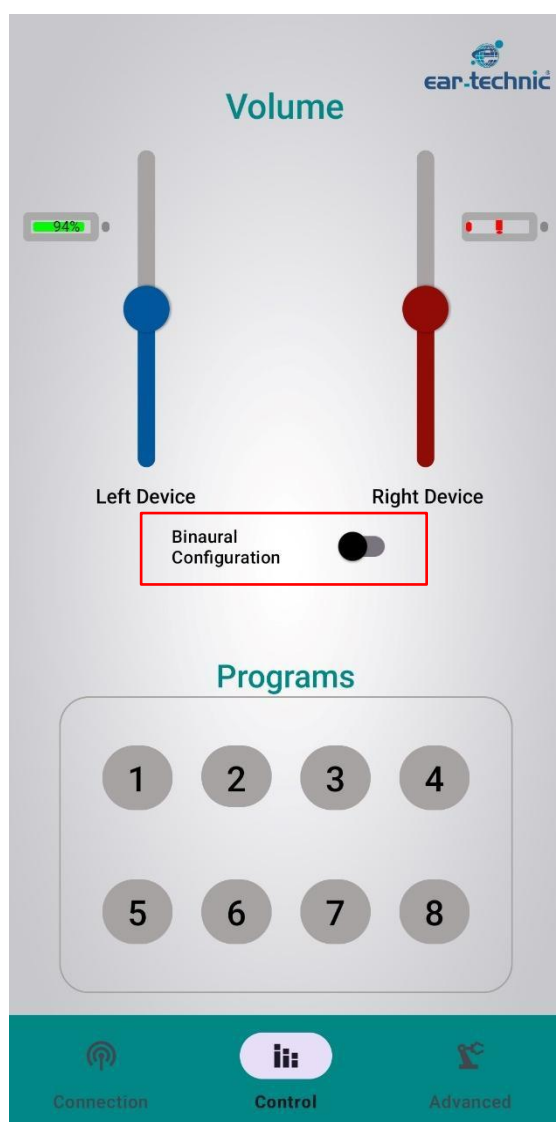 ear-technic
Volume
94%
!
Left Device
Right Device
Binaural
Configuration
Programs
1 2 3 4
5 6 7 8
Connection Control Advanced